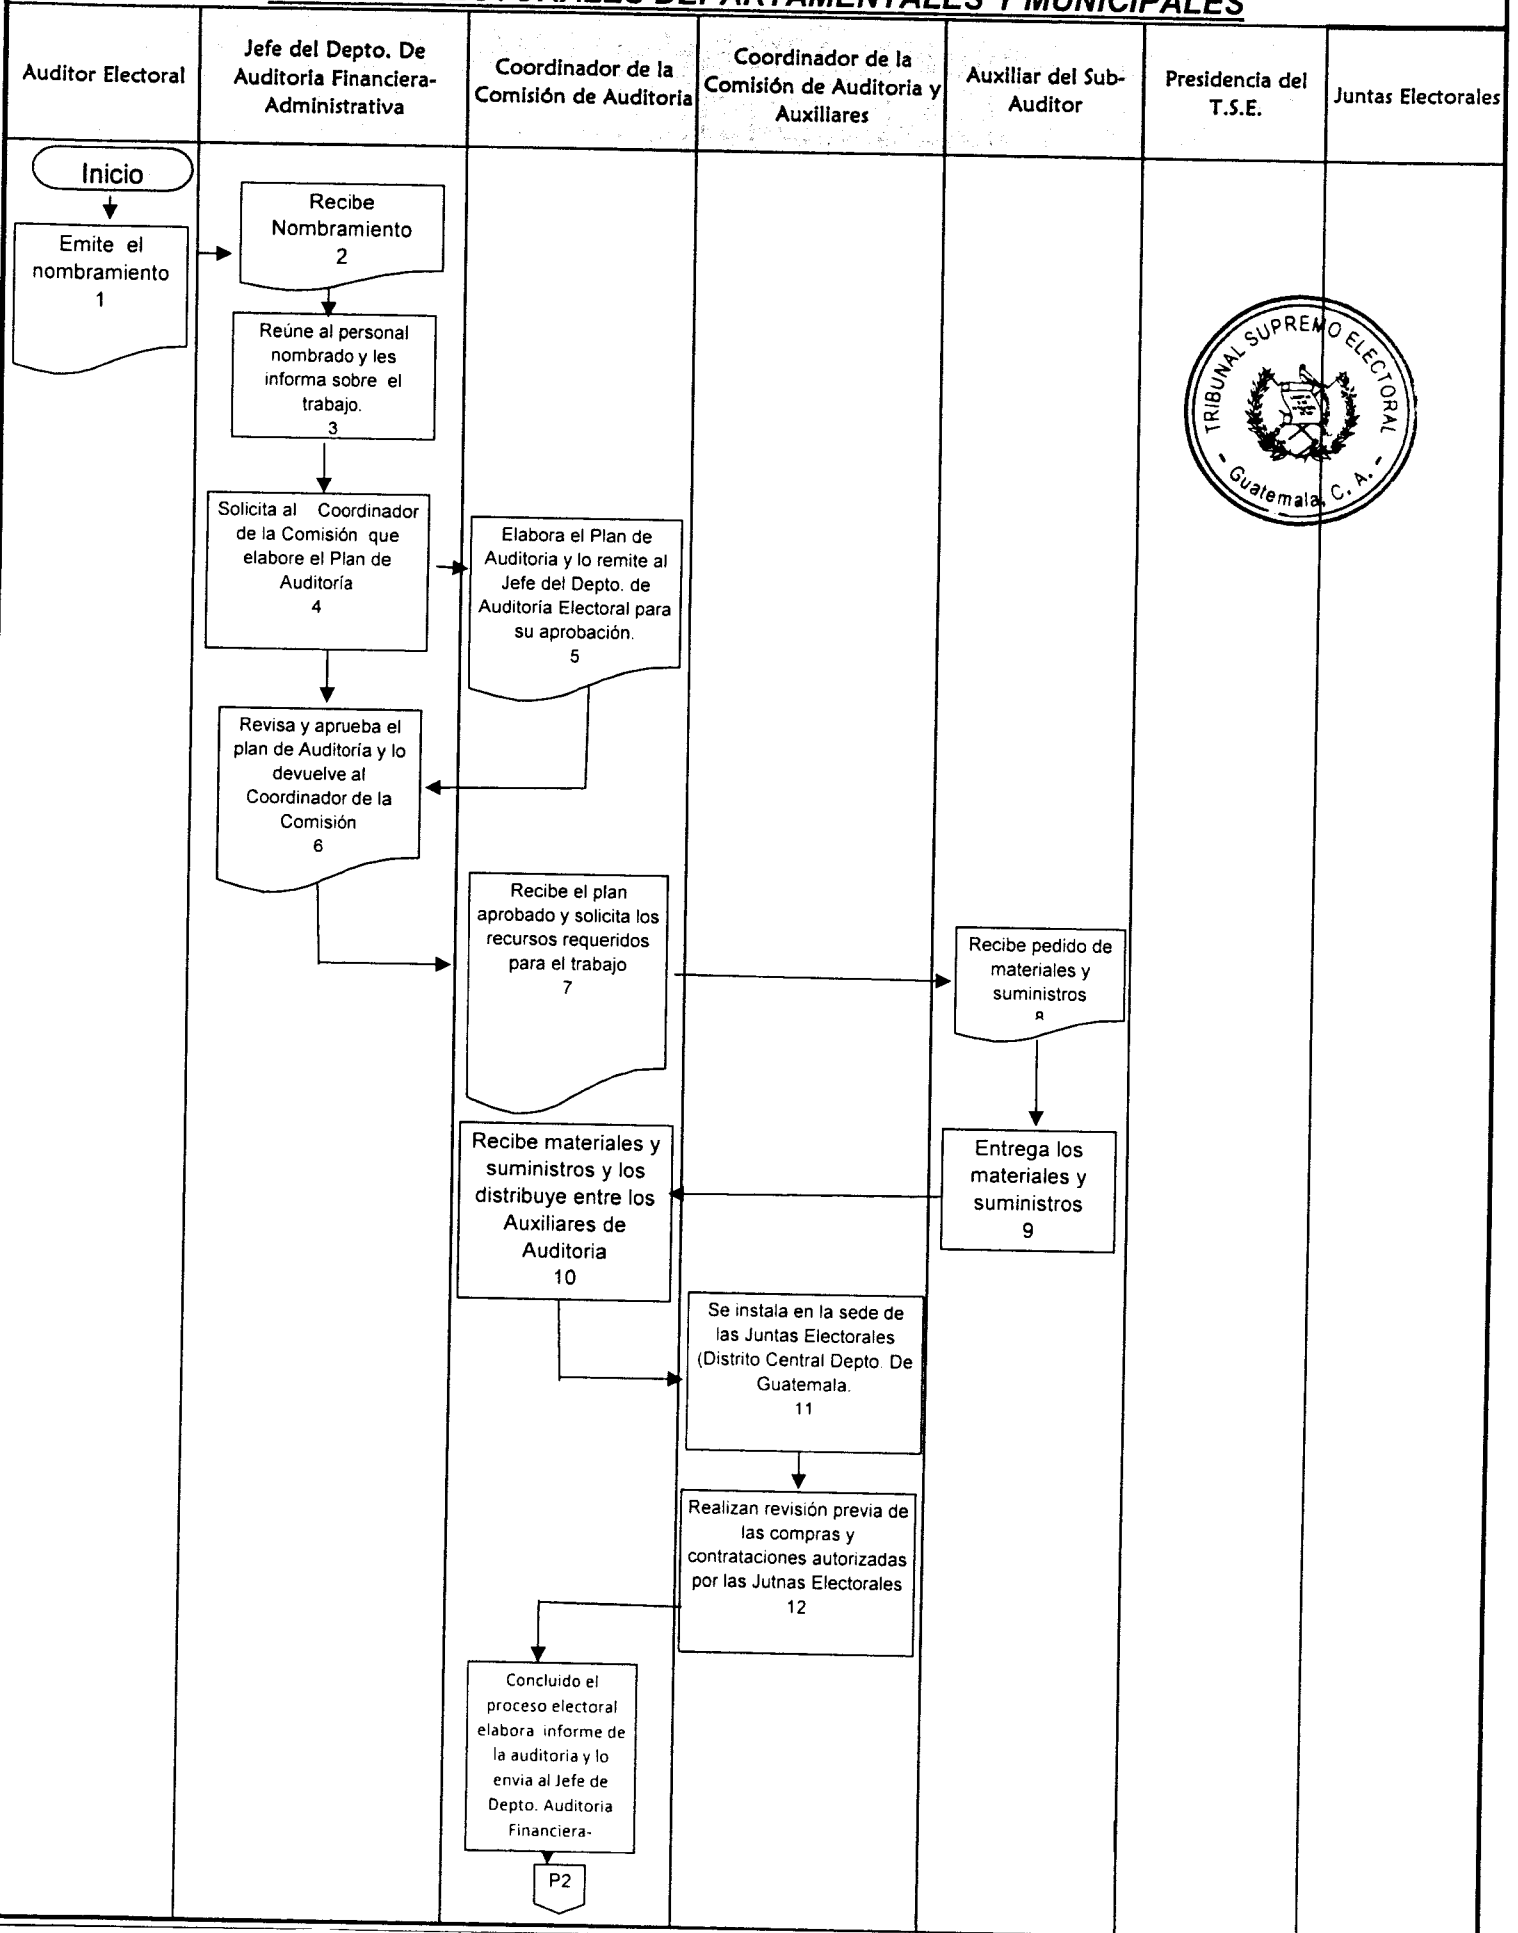 DEPARTAMENTALES Y MUNICIPALES
Auditor Electoral
Jefe del Depto. De
Auditoria Financiera-
Administrativa
Coordinador de la
Comisión de Auditoria
Coordinador de la
Comisión de Auditoria y
Auxiliares
Auxiliar del Sub-
Auditor
Presidencia del
T.S.E.
Juntas Electorales
Inicio
Emite el
nombramiento
1
Recibe
Nombramiento
2
Reúne al personal
nombrado y les
informa sobre el
trabajo.
3
TRIBUNAL SUPREMO ELECTORAL
- Guatemala, C. A. -
Solicita al Coordinador
de la Comisión que
elabore el Plan de
Auditoría
4
Elabora el Plan de
Auditoria y lo remite al
Jefe del Depto. de
Auditoría Electoral para
su aprobación.
5
Revisa y aprueba el
plan de Auditoría y lo
devuelve al
Coordinador de la
Comisión
6
Recibe el plan
aprobado y solicita los
recursos requeridos
para el trabajo
7
Recibe pedido de
materiales y
suministros
8
Entrega los
materiales y
suministros
9
Recibe materiales y
suministros y los
distribuye entre los
Auxiliares de
Auditoria
10
Se instala en la sede de
las Juntas Electorales
(Distrito Central Depto. De
Guatemala.
11
Realizan revisión previa de
las compras y
contrataciones autorizadas
por las Jutnas Electorales
12
Concluido el
proceso electoral
elabora informe de
la auditoria y lo
envia al Jefe de
Depto. Auditoria
Financiera-
P2